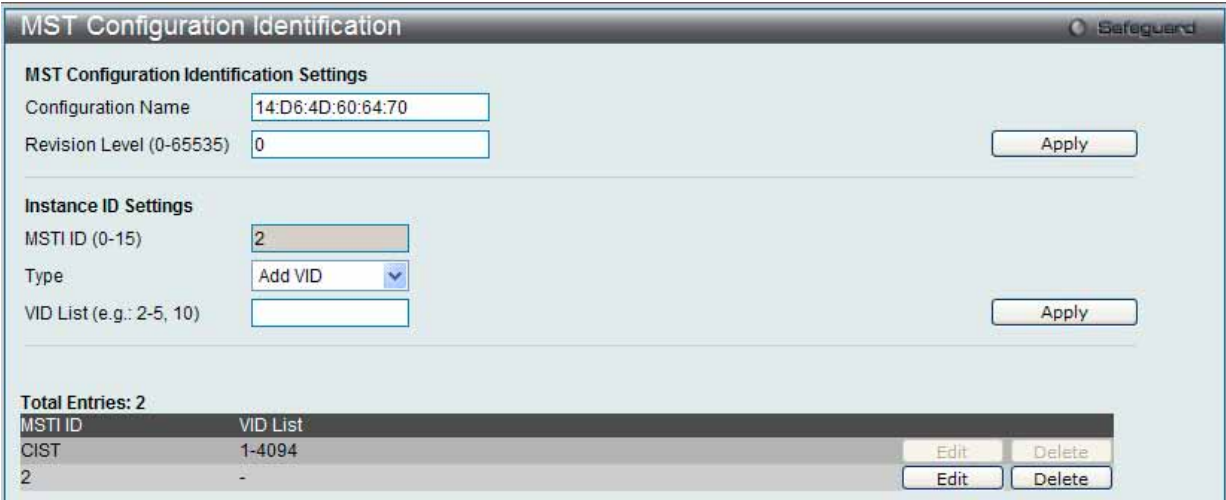 MST Configuration Identification Safeguard
MST Configuration Identification Settings
Configuration Name 14:D6:4D:60:64:70
Revision Level (0-65535) 0 Apply
Instance ID Settings
MSTI ID (0-15) 2
Type Add VID
VID List (e.g.: 2-5, 10) Apply
Total Entries: 2
MSTI ID VID List
CIST 1-4094 Edit Delete
2 - Edit Delete